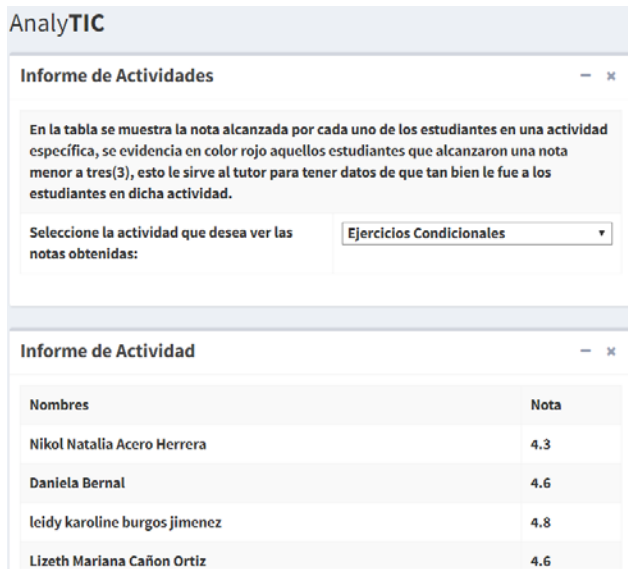 AnalyTIC
Informe de Actividades
En la tabla se muestra la nota alcanzada por cada uno de los estudiantes en una actividad
específica, se evidencia en color rojo aquellos estudiantes que alcanzaron una nota
menor a tres(3), esto le sirve al tutor para tener datos de que tan bien le fue a los
estudiantes en dicha actividad.
Seleccione la actividad que desea ver las
notas obtenidas:
Ejercicios Condicionales
Informe de Actividad
Nombres Nota
Nikol Natalia Acero Herrera 4.3
Daniela Bernal 4.6
leidy karoline burgos jimenez 4.8
Lizeth Mariana Cañon Ortiz 4.6